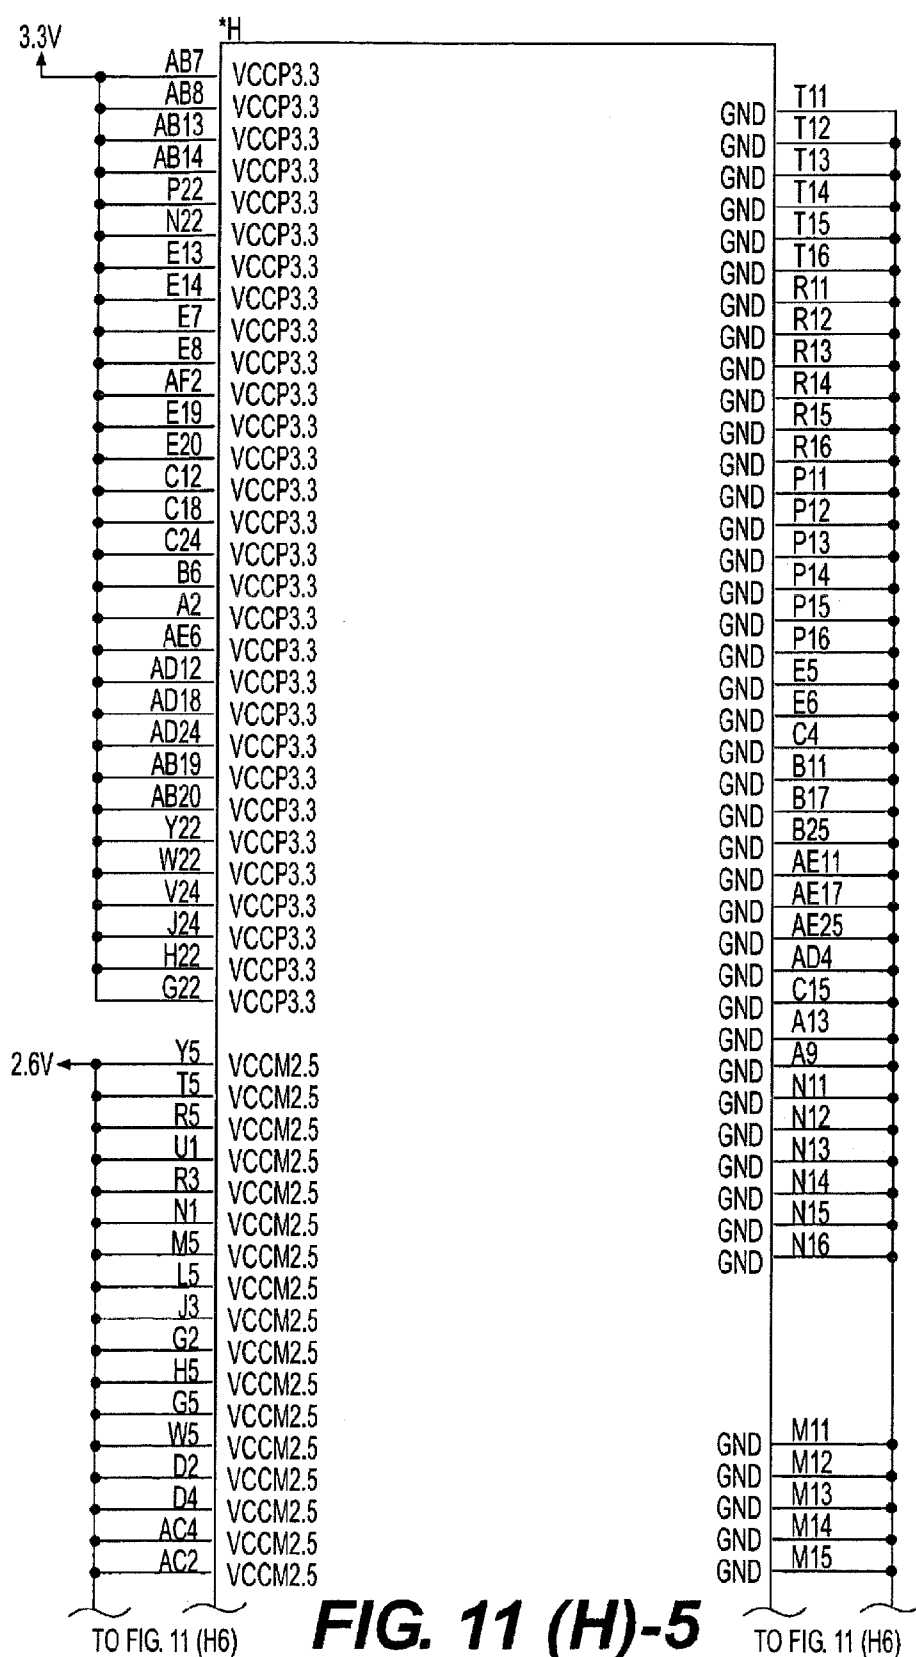 *H
3.3V
AB7 VCCP3.3
AB8 VCCP3.3
AB13 VCCP3.3
AB14 VCCP3.3
P22 VCCP3.3
N22 VCCP3.3
E13 VCCP3.3
E14 VCCP3.3
E7 VCCP3.3
E8 VCCP3.3
AF2 VCCP3.3
E19 VCCP3.3
E20 VCCP3.3
C12 VCCP3.3
C18 VCCP3.3
C24 VCCP3.3
B6 VCCP3.3
A2 VCCP3.3
AE6 VCCP3.3
AD12 VCCP3.3
AD18 VCCP3.3
AD24 VCCP3.3
AB19 VCCP3.3
AB20 VCCP3.3
Y22 VCCP3.3
W22 VCCP3.3
V24 VCCP3.3
J24 VCCP3.3
H22 VCCP3.3
G22 VCCP3.3
2.6V
Y5 VCCM2.5
T5 VCCM2.5
R5 VCCM2.5
U1 VCCM2.5
R3 VCCM2.5
N1 VCCM2.5
M5 VCCM2.5
L5 VCCM2.5
J3 VCCM2.5
G2 VCCM2.5
H5 VCCM2.5
G5 VCCM2.5
W5 VCCM2.5
D2 VCCM2.5
D4 VCCM2.5
AC4 VCCM2.5
AC2 VCCM2.5
TO FIG. 11 (H6)
GND T11
GND T12
GND T13
GND T14
GND T15
GND T16
GND R11
GND R12
GND R13
GND R14
GND R15
GND R16
GND P11
GND P12
GND P13
GND P14
GND P15
GND P16
GND E5
GND E6
GND C4
GND B11
GND B17
GND B25
GND AE11
GND AE17
GND AE25
GND AD4
GND C15
GND A13
GND A9
GND N11
GND N12
GND N13
GND N14
GND N15
GND N16
GND M11
GND M12
GND M13
GND M14
GND M15
TO FIG. 11 (H6)
FIG. 11 (H)-5